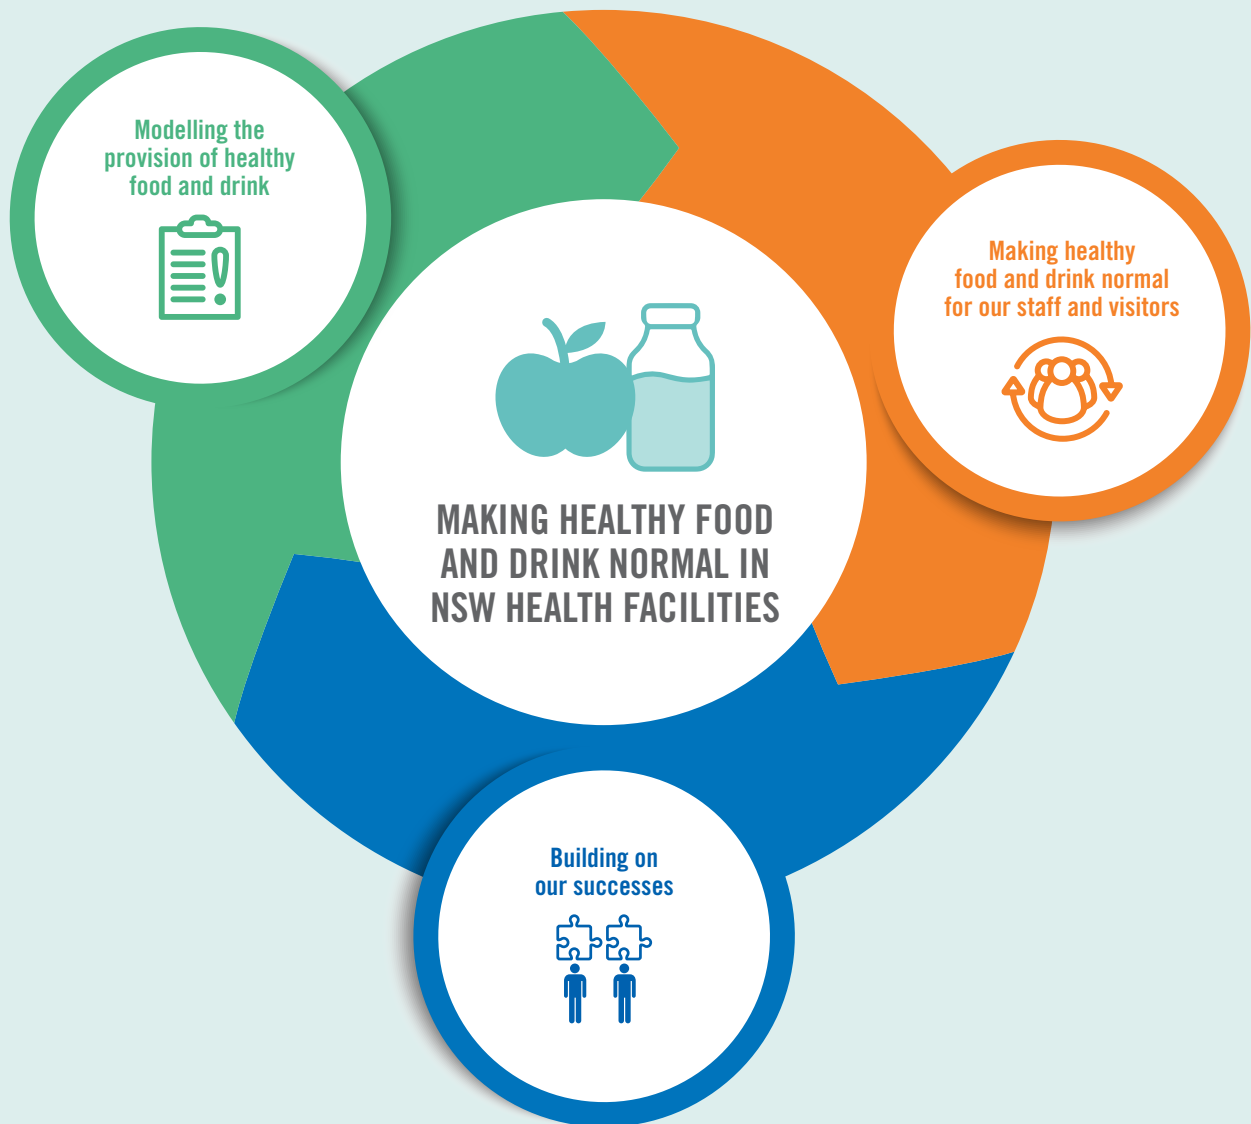 Modelling the
provision of healthy
food and drink
Making healthy
food and drink normal
for our staff and visitors
MAKING HEALTHY FOOD
AND DRINK NORMAL IN
NSW HEALTH FACILITIES
Building on
our successes